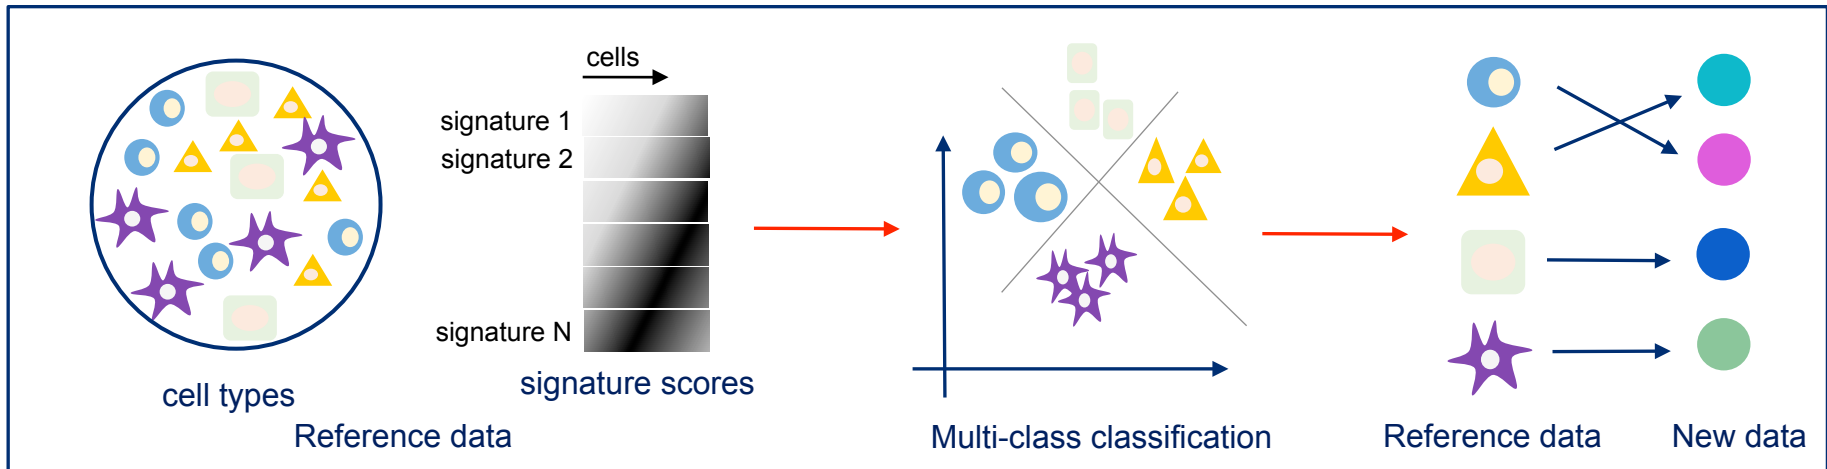 cells
signature 1
signature 2
signature N
cell types
signature scores
Reference data
Multi-class classification
Reference data
New data